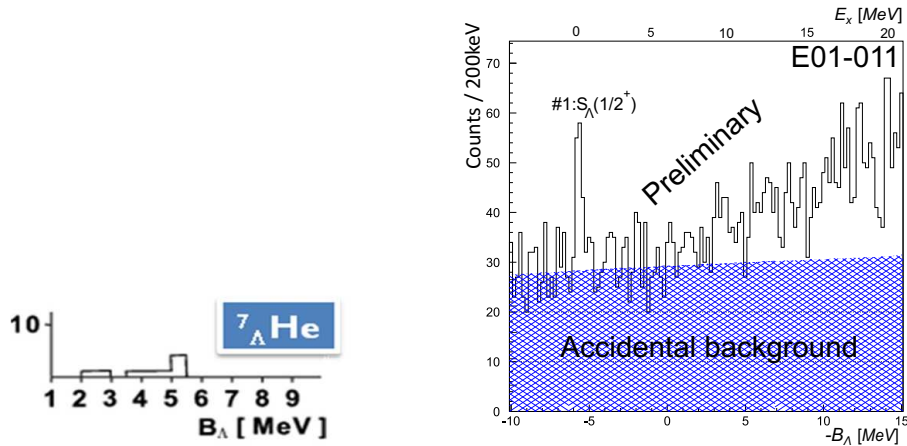 10
⁷ΛHe
1 2 3 4 5 6 7 8 9
BΛ [ MeV ]
Eₓ [MeV]
0 5 10 15 20
E01-011
#1:SΛ(1/2⁺)
Preliminary
Counts / 200keV
70
60
50
40
30
20
10
0
Accidental background
-10 -5 0 5 10 15
-BΛ [MeV]